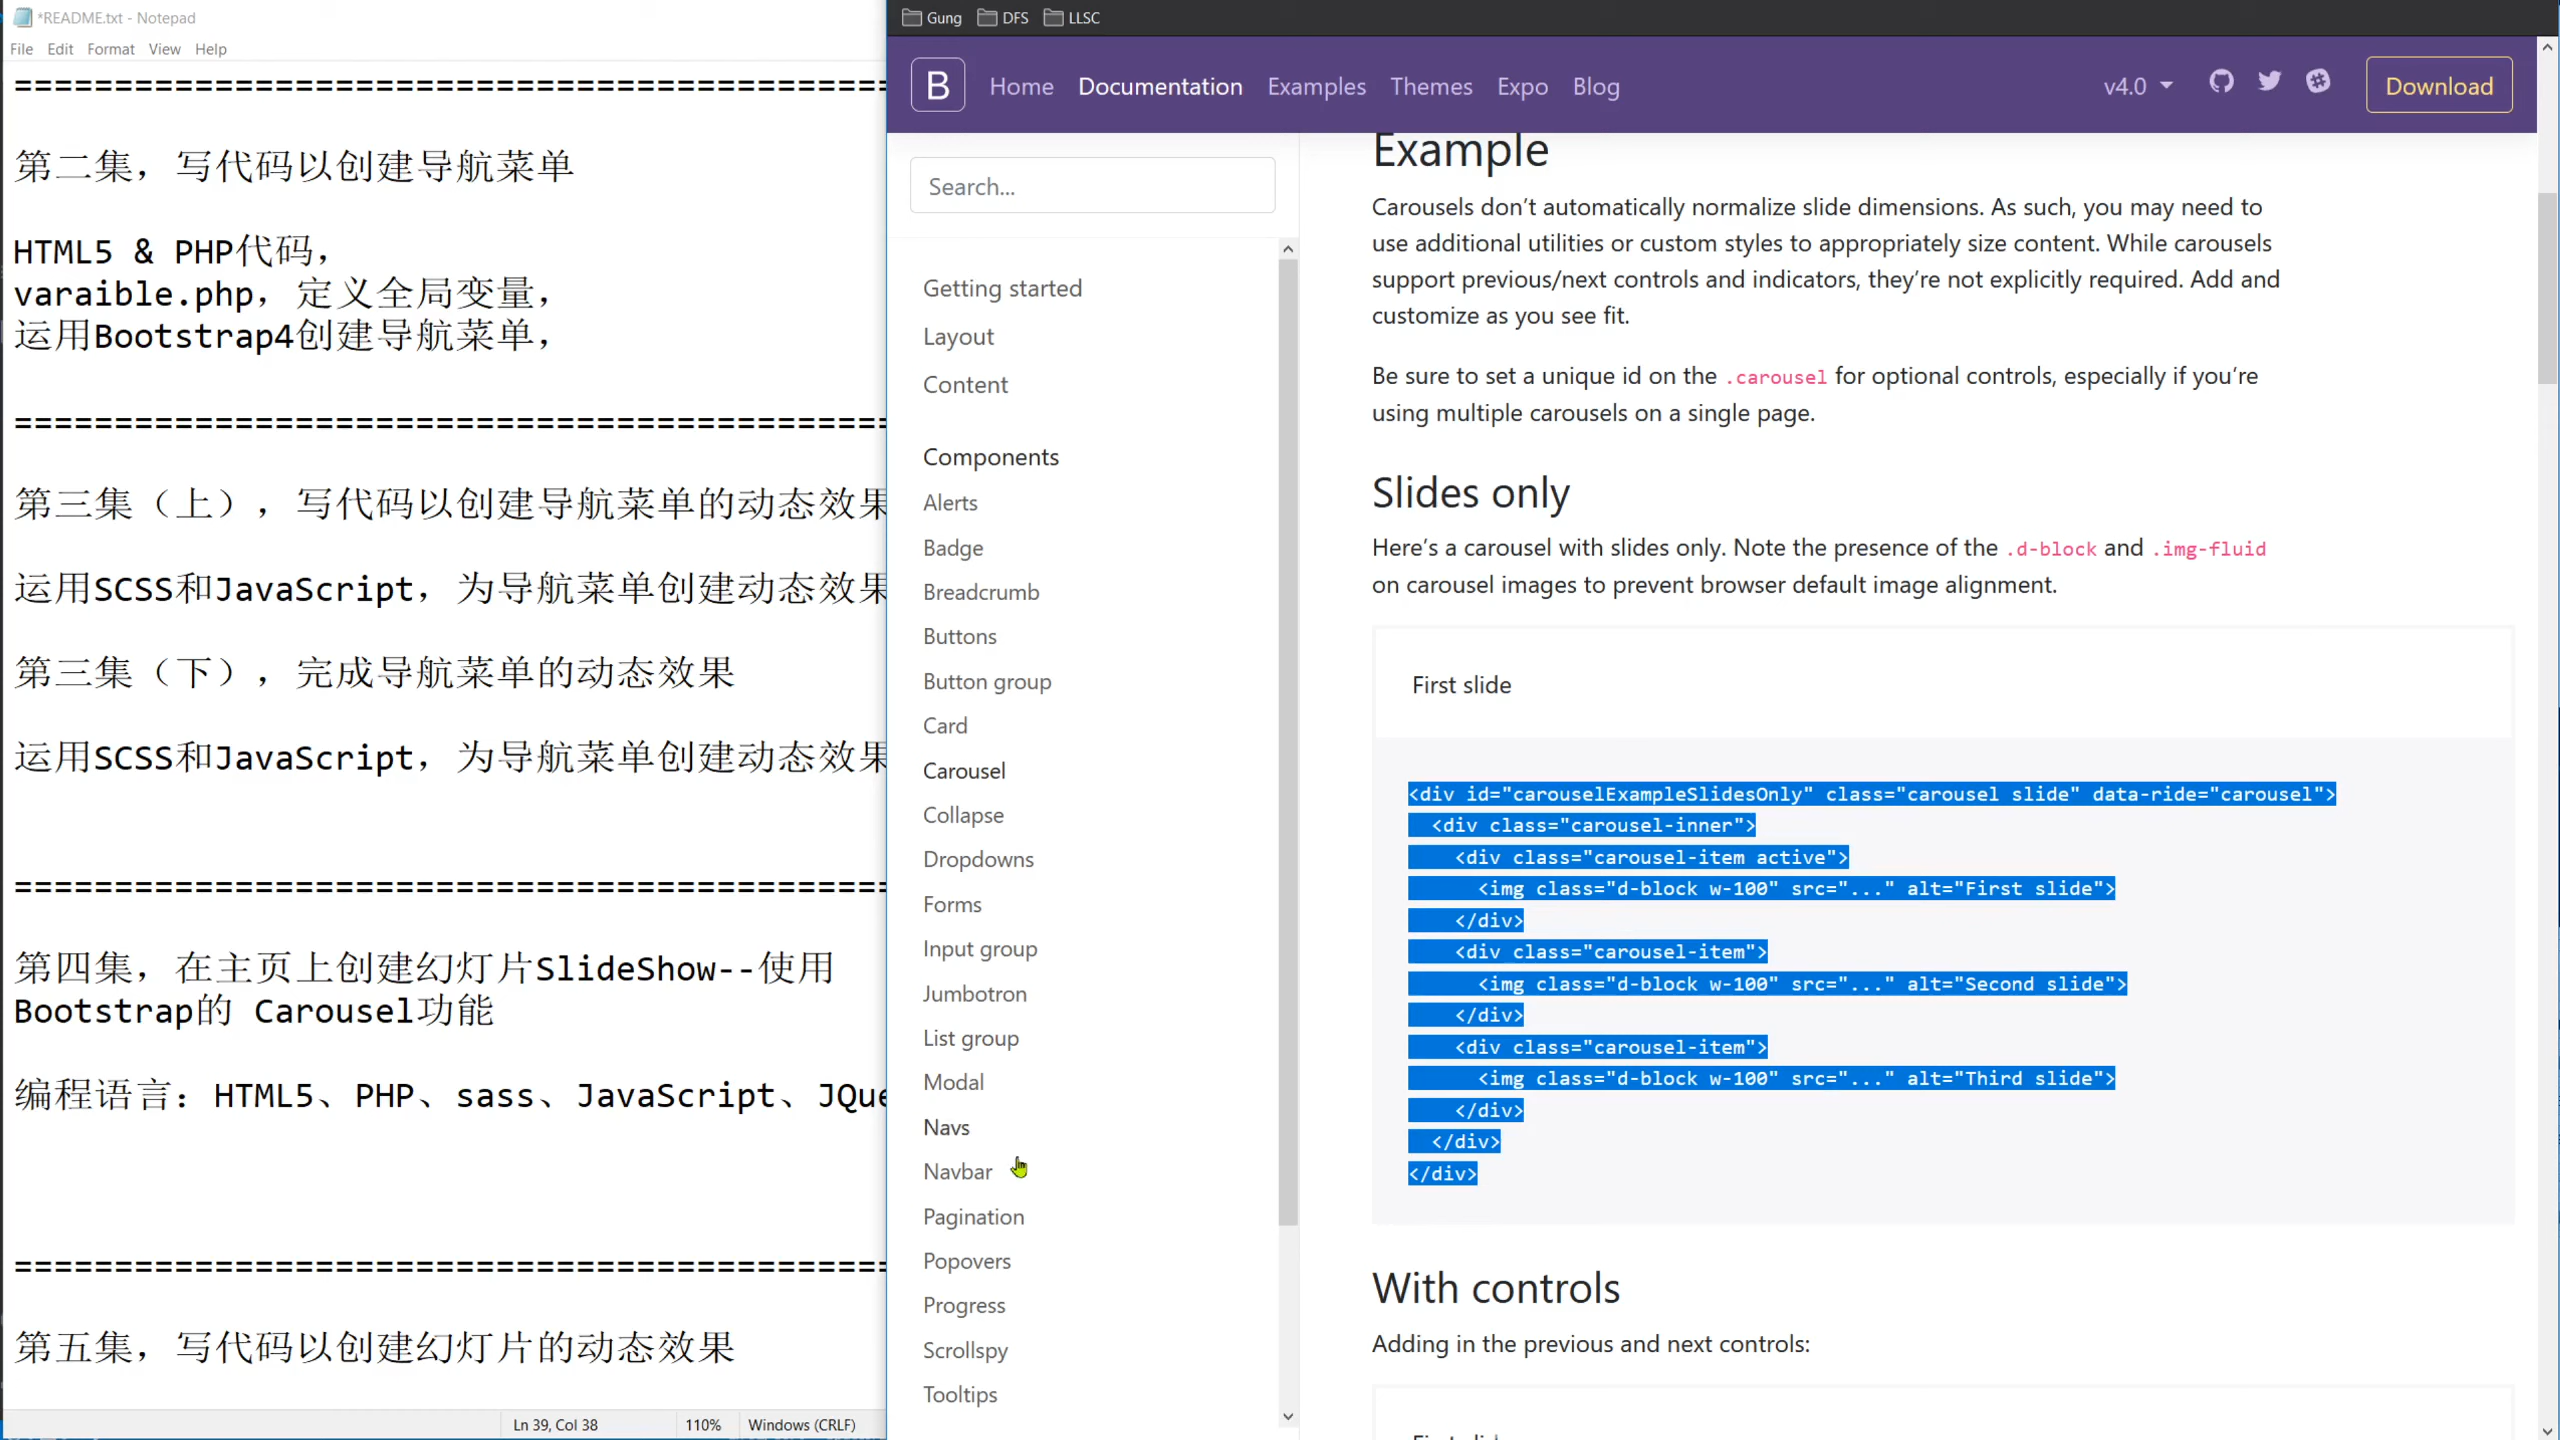 *README.txt - Notepad
File Edit Format View Help
============================================
第二集，写代码以创建导航菜单
HTML5 & PHP代码，
varaible.php，定义全局变量，
运用Bootstrap4创建导航菜单，
============================================
第三集（上），写代码以创建导航菜单的动态效果
运用SCSS和JavaScript，为导航菜单创建动态效果
第三集（下），完成导航菜单的动态效果
运用SCSS和JavaScript，为导航菜单创建动态效果
============================================
第四集，在主页上创建幻灯片SlideShow--使用
Bootstrap的 Carousel功能
编程语言：HTML5、PHP、sass、JavaScript、JQue
============================================
第五集，写代码以创建幻灯片的动态效果
Ln 39, Col 38 110% Windows (CRLF)
Gung DFS LLSC
B Home Documentation Examples Themes Expo Blog v4.0 Download
Search...
Getting started
Layout
Content
Components
Alerts
Badge
Breadcrumb
Buttons
Button group
Card
Carousel
Collapse
Dropdowns
Forms
Input group
Jumbotron
List group
Modal
Navs
Navbar
Pagination
Popovers
Progress
Scrollspy
Tooltips
Example
Carousels don’t automatically normalize slide dimensions. As such, you may need to
use additional utilities or custom styles to appropriately size content. While carousels
support previous/next controls and indicators, they’re not explicitly required. Add and
customize as you see fit.
Be sure to set a unique id on the .carousel for optional controls, especially if you’re
using multiple carousels on a single page.
Slides only
Here’s a carousel with slides only. Note the presence of the .d-block and .img-fluid
on carousel images to prevent browser default image alignment.
First slide
<div id="carouselExampleSlidesOnly" class="carousel slide" data-ride="carousel">
  <div class="carousel-inner">
    <div class="carousel-item active">
      <img class="d-block w-100" src="..." alt="First slide">
    </div>
    <div class="carousel-item">
      <img class="d-block w-100" src="..." alt="Second slide">
    </div>
    <div class="carousel-item">
      <img class="d-block w-100" src="..." alt="Third slide">
    </div>
  </div>
</div>
With controls
Adding in the previous and next controls: